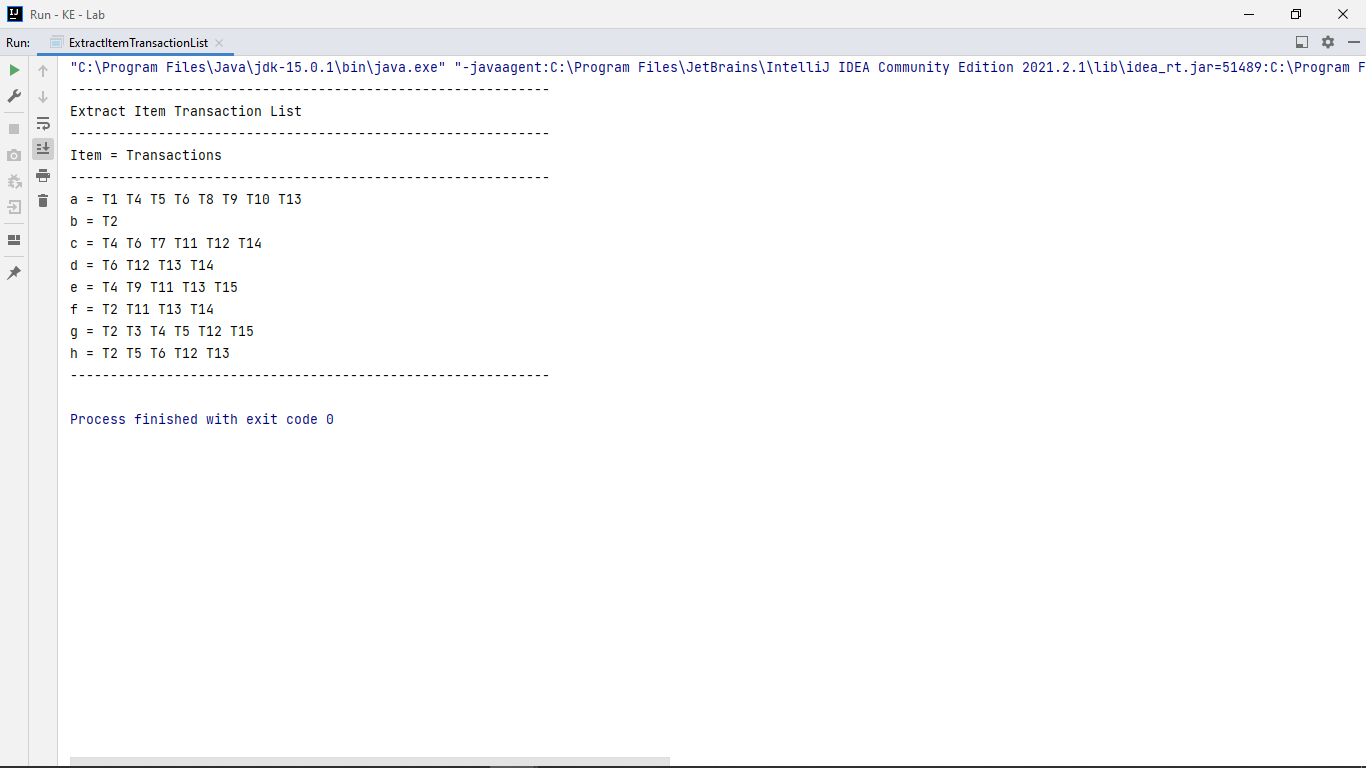 Run - KE - Lab
Run: ExtractItemTransactionList
"C:\Program Files\Java\jdk-15.0.1\bin\java.exe" "-javaagent:C:\Program Files\JetBrains\IntelliJ IDEA Community Edition 2021.2.1\lib\idea_rt.jar=51489:C:\Program F
------------------------------------------------------------
Extract Item Transaction List
------------------------------------------------------------
Item = Transactions
------------------------------------------------------------
a = T1 T4 T5 T6 T8 T9 T10 T13
b = T2
c = T4 T6 T7 T11 T12 T14
d = T6 T12 T13 T14
e = T4 T9 T11 T13 T15
f = T2 T11 T13 T14
g = T2 T3 T4 T5 T12 T15
h = T2 T5 T6 T12 T13
------------------------------------------------------------
Process finished with exit code 0